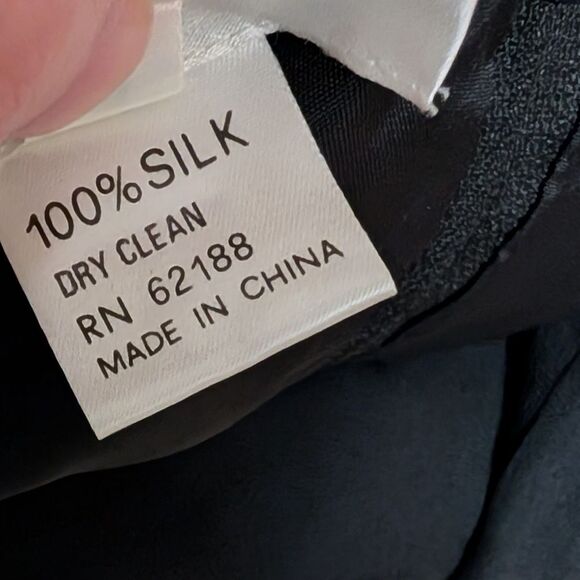 100% SILK
DRY CLEAN
RN 62188
MADE IN CHINA